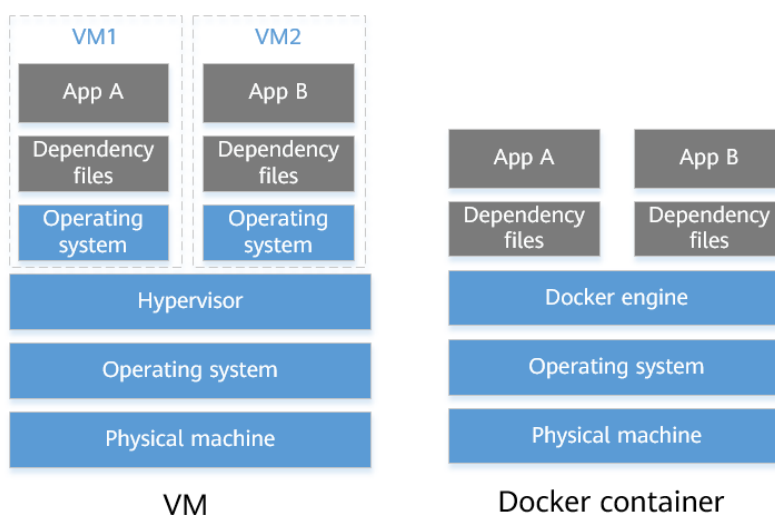 VM1
App A
Dependency
files
Operating
system
VM2
App B
Dependency
files
Operating
system
Hypervisor
Operating system
Physical machine
VM
App A
Dependency
files
App B
Dependency
files
Docker engine
Operating system
Physical machine
Docker container